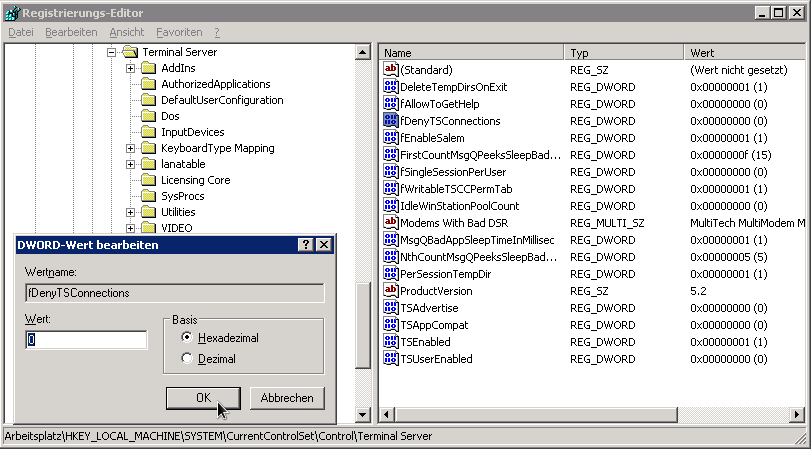 Registrierungs-Editor
Datei Bearbeiten Ansicht Favoriten ?
Terminal Server
AddIns
AuthorizedApplications
DefaultUserConfiguration
Dos
InputDevices
KeyboardType Mapping
lanatable
Licensing Core
SysProcs
Utilities
VIDEO
Name Typ Wert
(Standard) REG_SZ (Wert nicht gesetzt)
DeleteTempDirsOnExit REG_DWORD 0x00000001 (1)
fAllowToGetHelp REG_DWORD 0x00000000 (0)
fDenyTSConnections REG_DWORD 0x00000000 (0)
fEnableSalem REG_DWORD 0x00000001 (1)
FirstCountMsgQPeeksSleepBad... REG_DWORD 0x0000000f (15)
fSingleSessionPerUser REG_DWORD 0x00000000 (0)
fWritableTSCCPermTab REG_DWORD 0x00000001 (1)
IdleWinStationPoolCount REG_DWORD 0x00000000 (0)
Modems With Bad DSR REG_MULTI_SZ MultiTech MultiModem M
MsgQBadAppSleepTimeInMillisec REG_DWORD 0x00000001 (1)
NthCountMsgQPeeksSleepBad... REG_DWORD 0x00000005 (5)
PerSessionTempDir REG_DWORD 0x00000001 (1)
ProductVersion REG_SZ 5.2
TSAdvertise REG_DWORD 0x00000000 (0)
TSAppCompat REG_DWORD 0x00000000 (0)
TSEnabled REG_DWORD 0x00000001 (1)
TSUserEnabled REG_DWORD 0x00000000 (0)
DWORD-Wert bearbeiten
Wertname:
fDenyTSConnections
Wert:
0
Basis
Hexadezimal
Dezimal
OK Abbrechen
Arbeitsplatz\HKEY_LOCAL_MACHINE\SYSTEM\CurrentControlSet\Control\Terminal Server